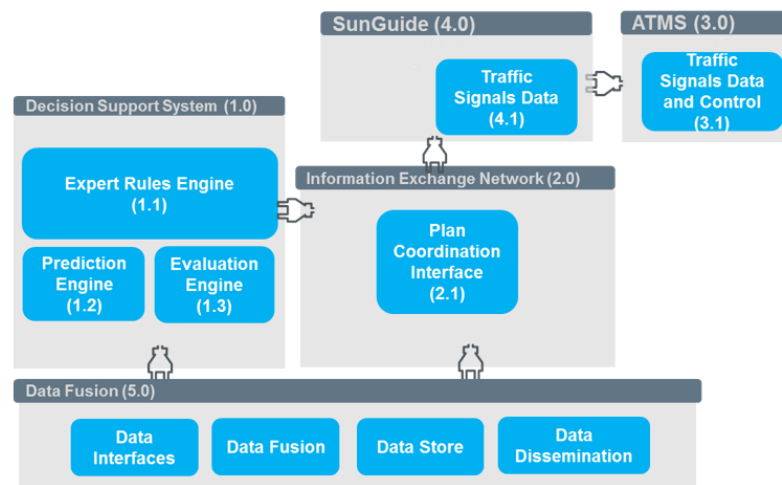 SunGuide (4.0)
ATMS (3.0)
Traffic
Signals Data
(4.1)
Traffic
Signals Data
and Control
(3.1)
Decision Support System (1.0)
Expert Rules Engine
(1.1)
Prediction
Engine
(1.2)
Evaluation
Engine
(1.3)
Information Exchange Network (2.0)
Plan
Coordination
Interface
(2.1)
Data Fusion (5.0)
Data
Interfaces
Data Fusion
Data Store
Data
Dissemination